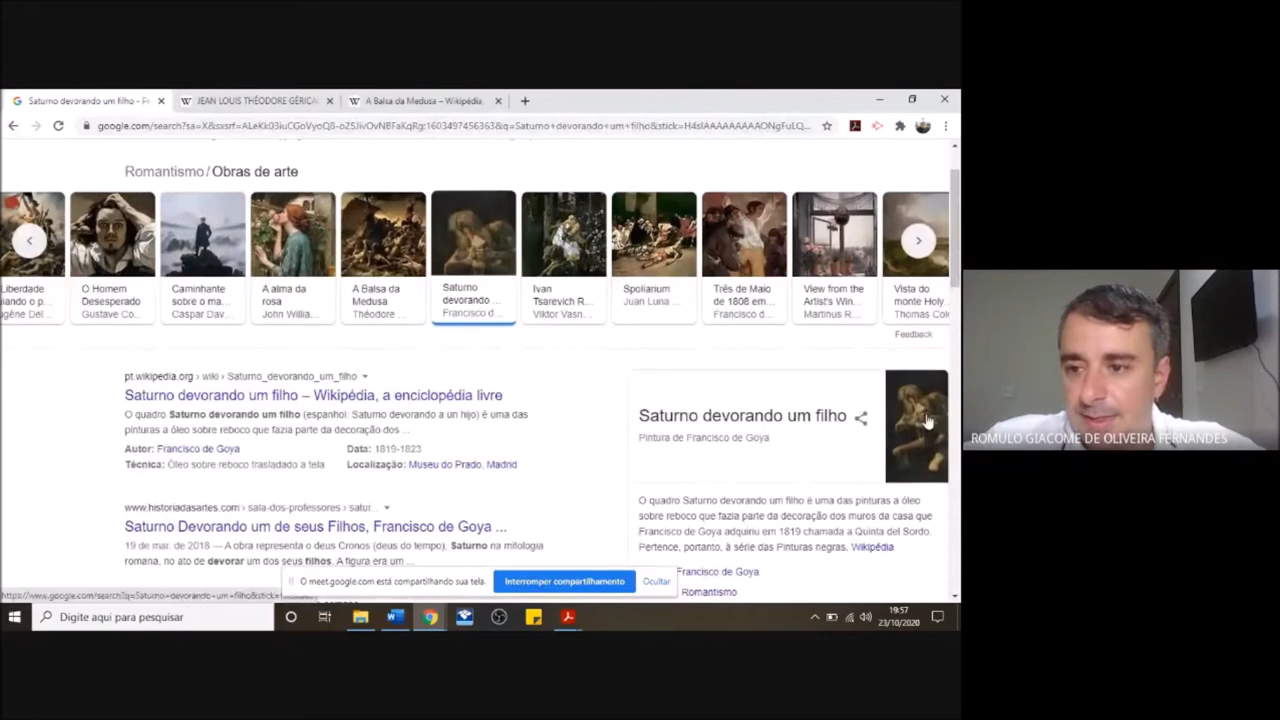 Saturno devorando um filho - Pe
JEAN LOUIS THÉODORE GÉRICA
A Balsa da Medusa – Wikipédia,
Romantismo / Obras de arte
Liberdade
O Homem
Desesperado
Gustave Co...
Caminhante
sobre o ma...
Caspar Dav...
A alma da
rosa
John Willia...
A Balsa da
Medusa
Théodore ...
Saturno
devorando ...
Francisco d...
Ivan
Tsarevich R...
Viktor Vasn...
Spoliarium
Juan Luna ...
Três de Maio
de 1808 em...
Francisco d...
View from the
Artist's Win...
Martinus R...
Vista do
monte Holy
Thomas Col
Feedback
pt.wikipedia.org › wiki › Saturno_devorando_um_filho
Saturno devorando um filho – Wikipédia, a enciclopédia livre
O quadro Saturno devorando um filho (espanhol: Saturno devorando a un hijo) é uma das
pinturas a óleo sobre reboco que fazia parte da decoração dos ...
Autor: Francisco de Goya Data: 1819-1823
Técnica: Óleo sobre reboco trasladado a tela Localização: Museu do Prado, Madrid
www.historiadasartes.com › sala-dos-professores › satur...
Saturno Devorando um de seus Filhos, Francisco de Goya ...
19 de mar. de 2018 — A obra representa o deus Cronos (deus do tempo), Saturno na mitologia
romana, no ato de devorar um dos seus filhos. A figura era um ...
Saturno devorando um filho
Pintura de Francisco de Goya
O quadro Saturno devorando um filho é uma das pinturas a óleo
sobre reboco que fazia parte da decoração dos muros da casa que
Francisco de Goya adquiriu em 1819 chamada a Quinta del Sordo.
Pertence, portanto, à série das Pinturas negras. Wikipédia
Francisco de Goya
Romantismo
O meet.google.com está compartilhando sua tela.
Interromper compartilhamento
Ocultar
Digite aqui para pesquisar
19:57
23/10/2020
ROMULO GIACOME DE OLIVEIRA FERNANDES